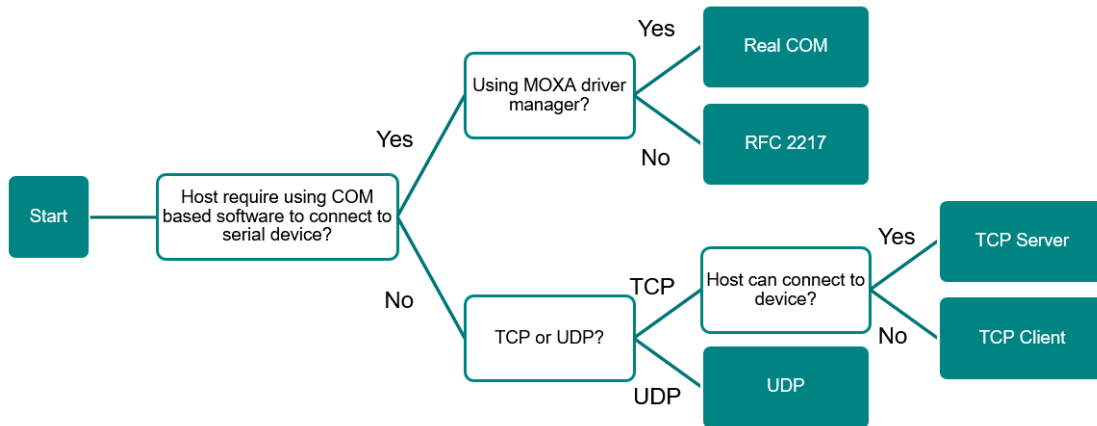 Start
Host require using COM
based software to connect to
serial device?
Yes
Using MOXA driver
manager?
Yes
Real COM
No
RFC 2217
No
TCP or UDP?
TCP
Host can connect to
device?
Yes
TCP Server
No
TCP Client
UDP
UDP